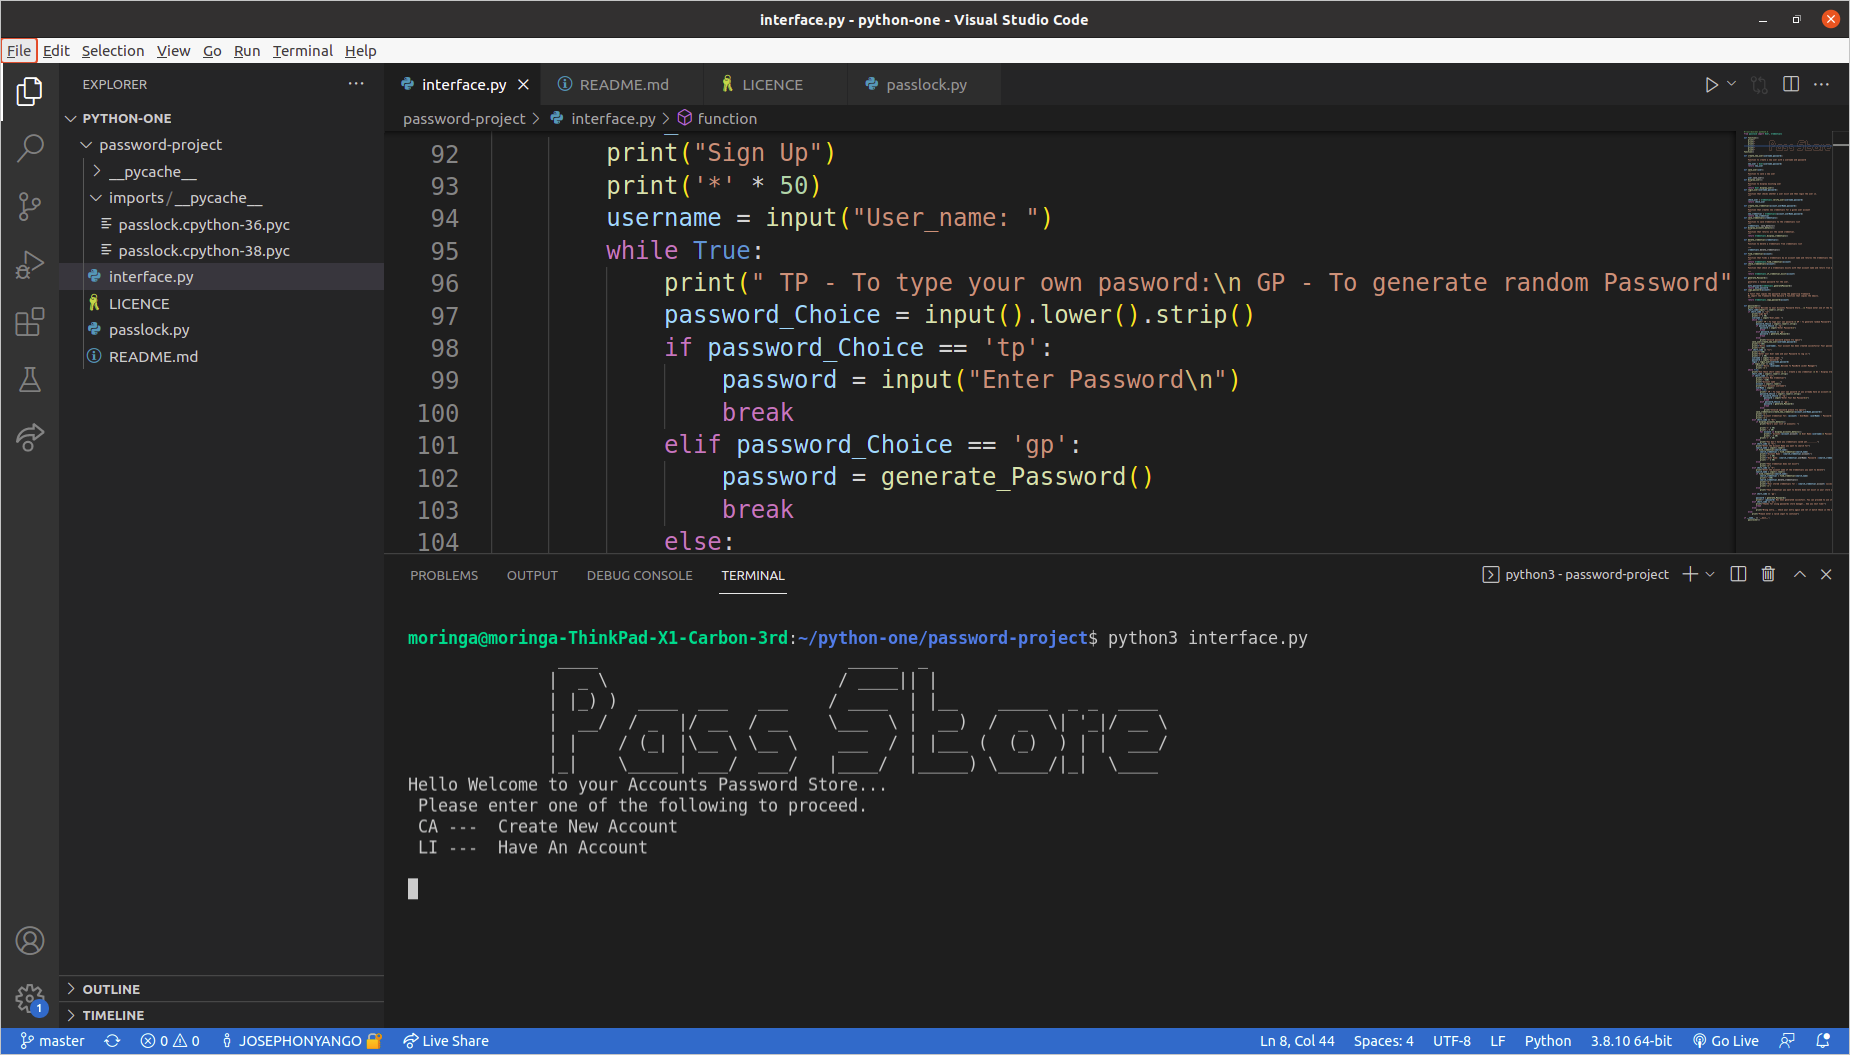 interface.py - python-one - Visual Studio Code
File Edit Selection View Go Run Terminal Help
EXPLORER
PYTHON-ONE
password-project
__pycache__
imports / __pycache__
passlock.cpython-36.pyc
passlock.cpython-38.pyc
interface.py
LICENCE
passlock.py
README.md
OUTLINE
TIMELINE
interface.py README.md LICENCE passlock.py
password-project > interface.py > function
92 print("Sign Up")
93 print('*' * 50)
94 username = input("User_name: ")
95 while True:
96 print(" TP - To type your own pasword:\n GP - To generate random Password"
97 password_Choice = input().lower().strip()
98 if password_Choice == 'tp':
99 password = input("Enter Password\n")
100 break
101 elif password_Choice == 'gp':
102 password = generate_Password()
103 break
104 else:
PROBLEMS OUTPUT DEBUG CONSOLE TERMINAL python3 - password-project
moringa@moringa-ThinkPad-X1-Carbon-3rd:~/python-one/password-project$ python3 interface.py
Pass Store
Hello Welcome to your Accounts Password Store...
Please enter one of the following to proceed.
CA --- Create New Account
LI --- Have An Account
1
master 0 0 JOSEPHONYANGO Live Share Ln 8, Col 44 Spaces: 4 UTF-8 LF Python 3.8.10 64-bit Go Live